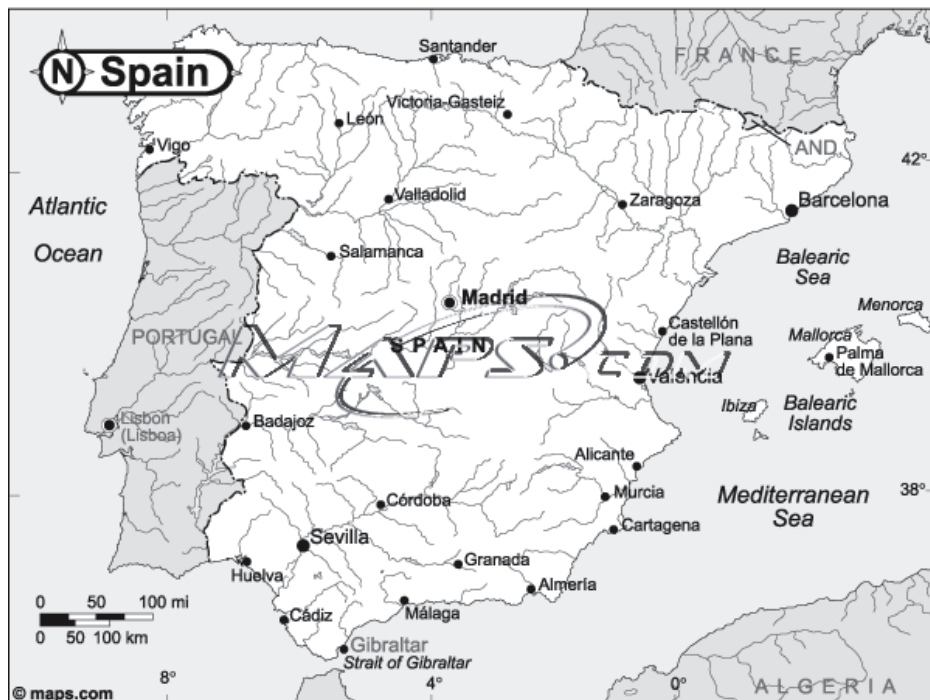 N Spain
Santander
FRANCE
Victoria-Gasteiz
León
Vigo
AND.
42°
Valladolid
Zaragoza
Barcelona
Atlantic
Ocean
Salamanca
Balearic
Sea
Madrid
Menorca
PORTUGAL
SPAIN
Castellón
de la Plana
Mallorca
Palma
de Mallorca
MAPS.COM
Valencia
Ibiza
Balearic
Islands
Lisbon
(Lisboa)
Badajoz
Alicante
Murcia
Mediterranean
Sea
38°
Córdoba
Cartagena
Sevilla
Granada
Huelva
Almería
0 50 100 mi
0 50 100 km
Cádiz
Málaga
Gibraltar
Strait of Gibraltar
8°
4°
0°
ALGERIA
© maps.com